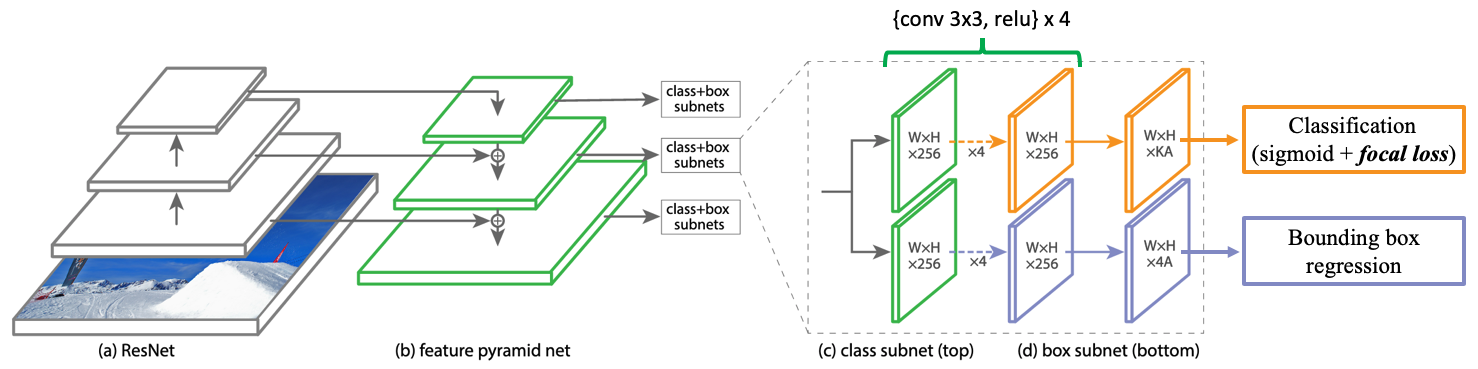 {conv 3x3, relu} x 4
class+box
subnets
class+box
subnets
class+box
subnets
W×H
×256
×4
W×H
×256
W×H
×KA
W×H
×256
×4
W×H
×256
W×H
×4A
Classification
(sigmoid + focal loss)
Bounding box
regression
(a) ResNet
(b) feature pyramid net
(c) class subnet (top)
(d) box subnet (bottom)